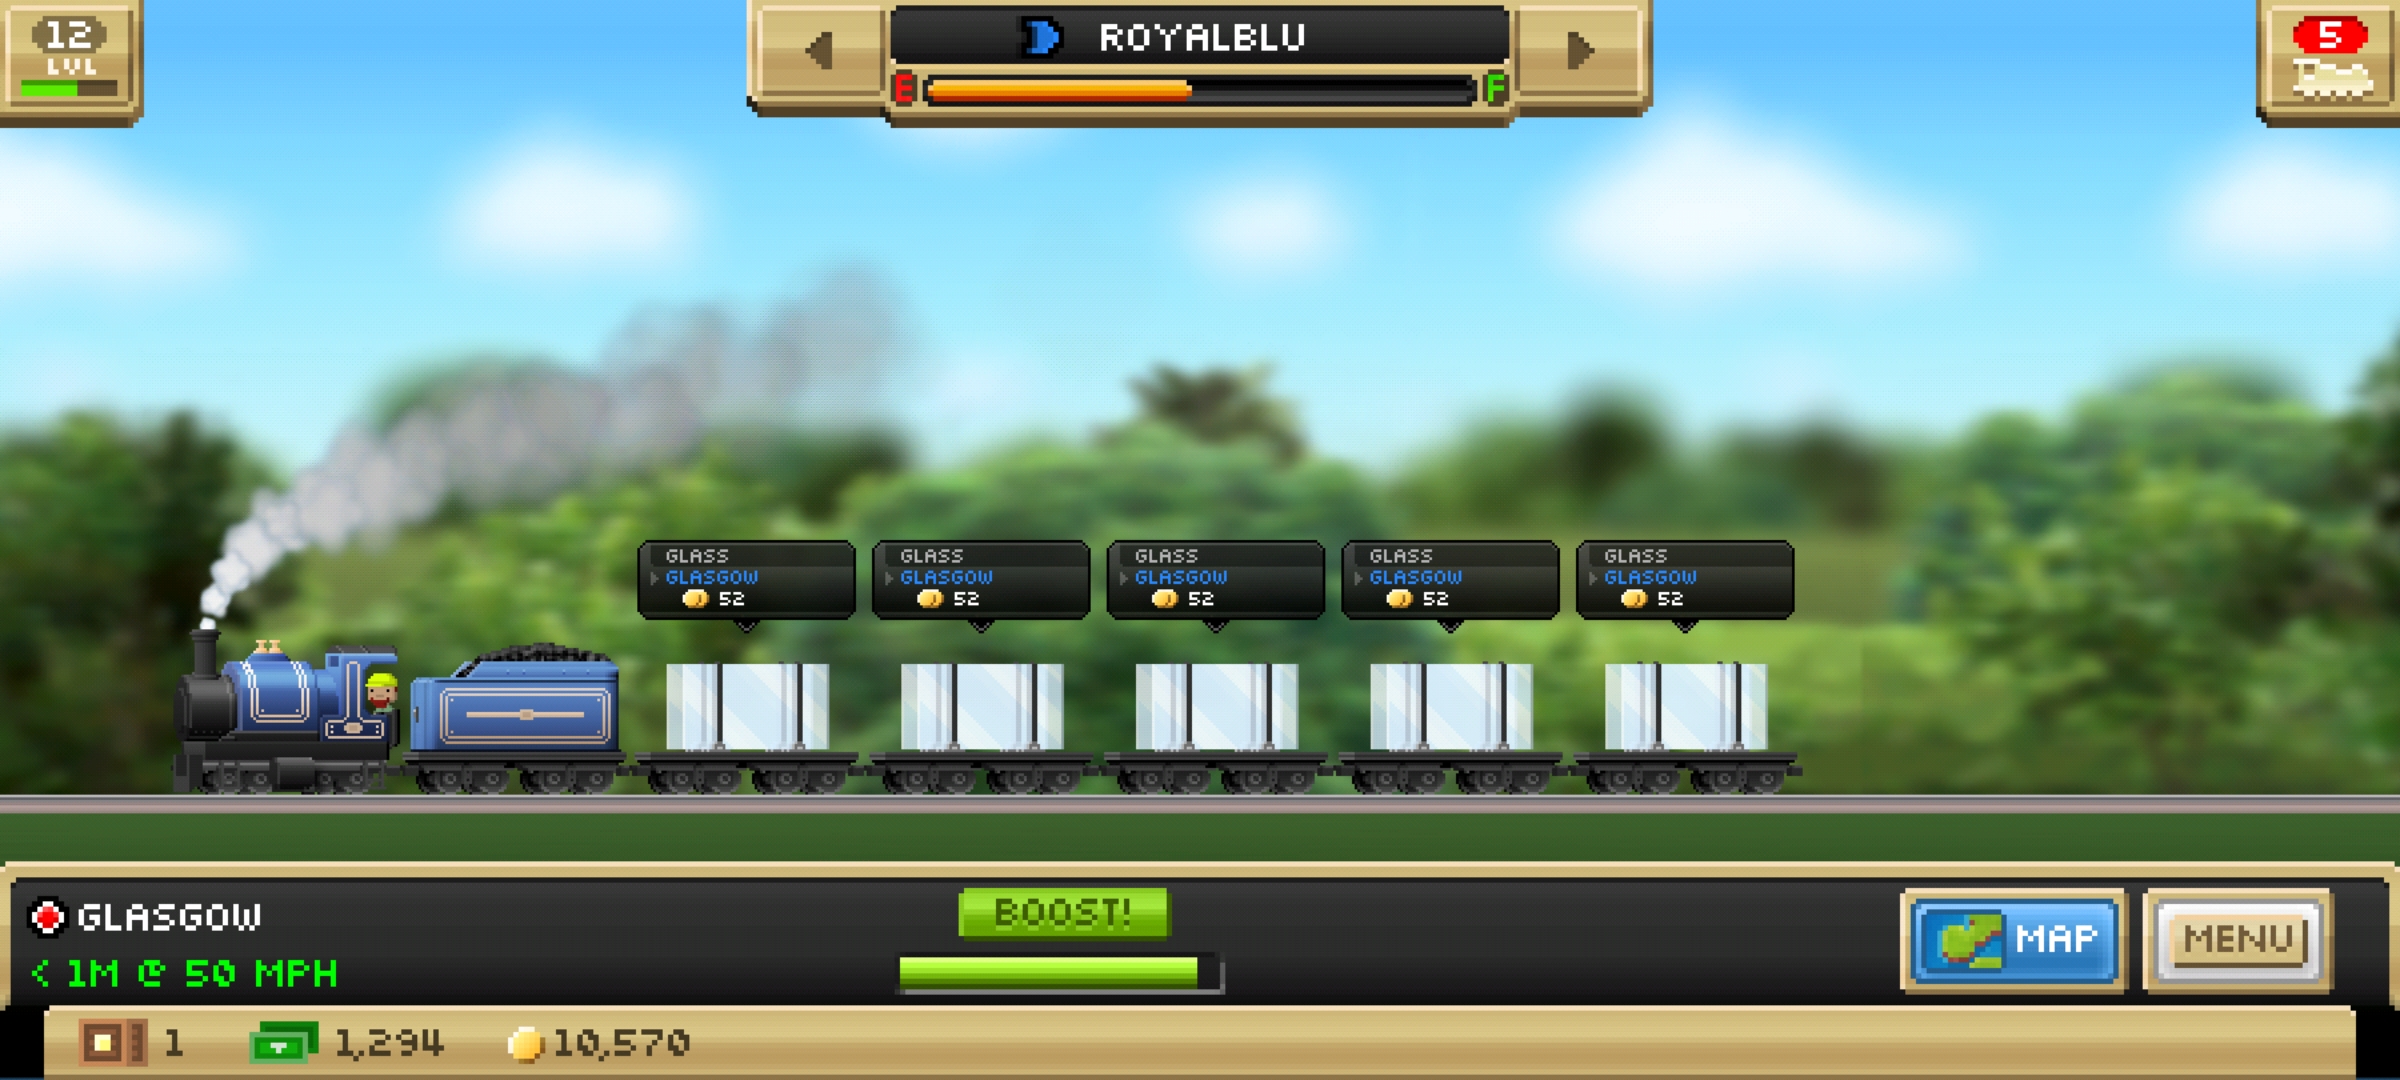 12
LVL
ROYALBLU
E F
5
GLASS
GLASGOW
52
GLASS
GLASGOW
52
GLASS
GLASGOW
52
GLASS
GLASGOW
52
GLASS
GLASGOW
52
GLASGOW
< 1M @ 50 MPH
BOOST!
MAP
MENU
1
1,294
10,570